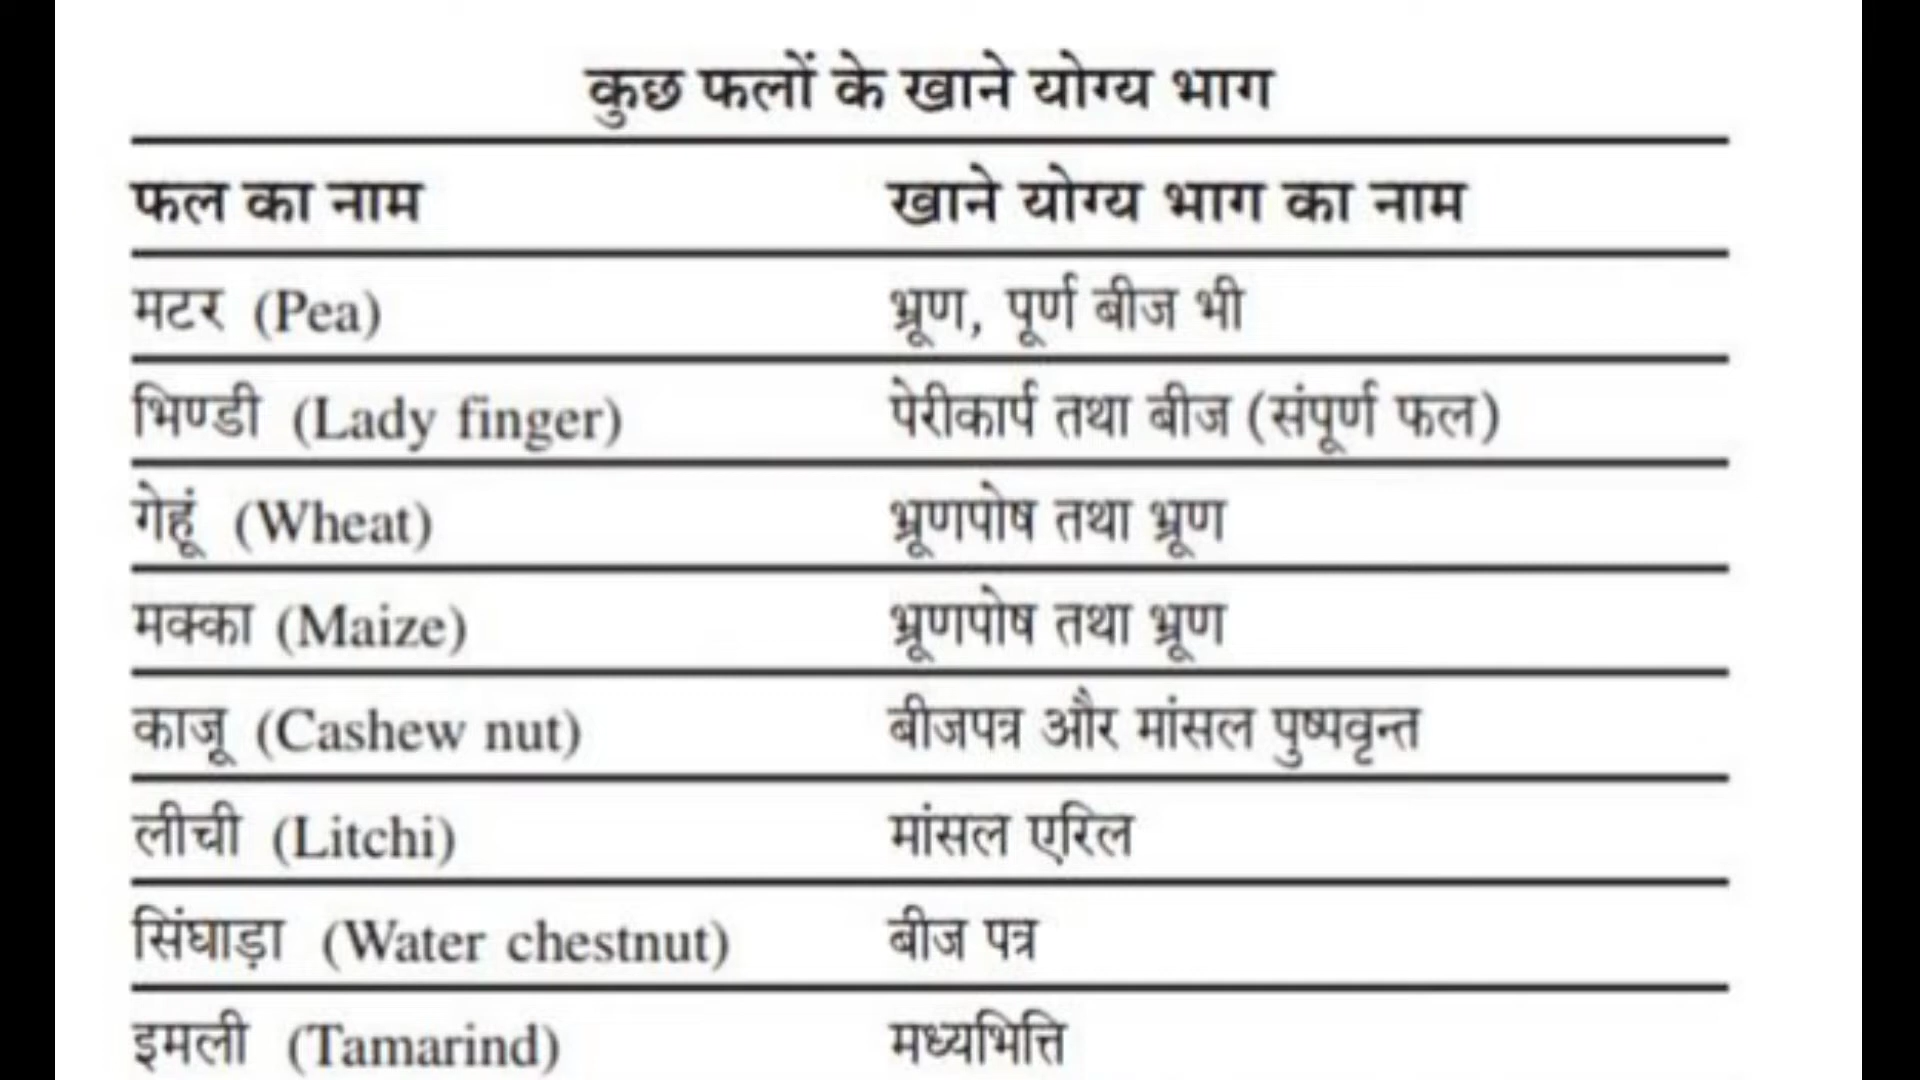 कुछ फलों के खाने योग्य भाग
फल का नाम खाने योग्य भाग का नाम
मटर (Pea) भ्रूण, पूर्ण बीज भी
भिण्डी (Lady finger) पेरीकार्प तथा बीज (संपूर्ण फल)
गेहूं (Wheat) भ्रूणपोष तथा भ्रूण
मक्का (Maize) भ्रूणपोष तथा भ्रूण
काजू (Cashew nut) बीजपत्र और मांसल पुष्पवृन्त
लीची (Litchi) मांसल एरिल
सिंघाड़ा (Water chestnut) बीज पत्र
इमली (Tamarind) मध्यभित्ति